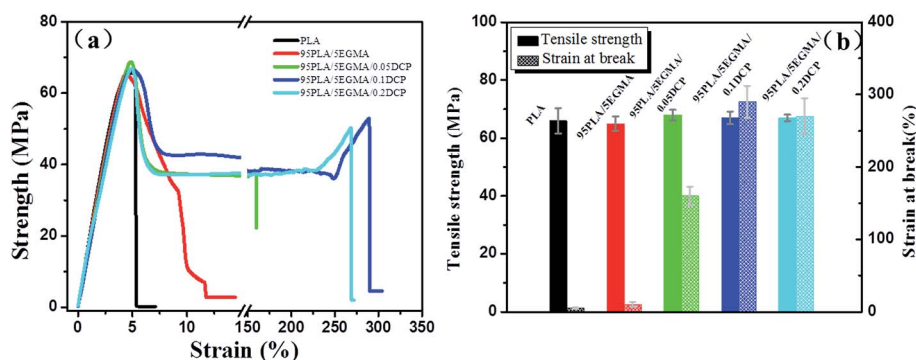 (a)
Strength (MPa)
80
60
40
20
0
0
5
10
150
200
250
300
350
Strain (%)
PLA
95PLA/5EGMA
95PLA/5EGMA/0.05DCP
95PLA/5EGMA/0.1DCP
95PLA/5EGMA/0.2DCP
(b)
Tensile strength (MPa)
100
80
60
40
20
0
Tensile strength
Strain at break
PLA
95PLA/5EGMA
95PLA/5EGMA/
0.05DCP
95PLA/5EGMA/
0.1DCP
95PLA/5EGMA/
0.2DCP
400
300
200
100
0
Strain at break(%)